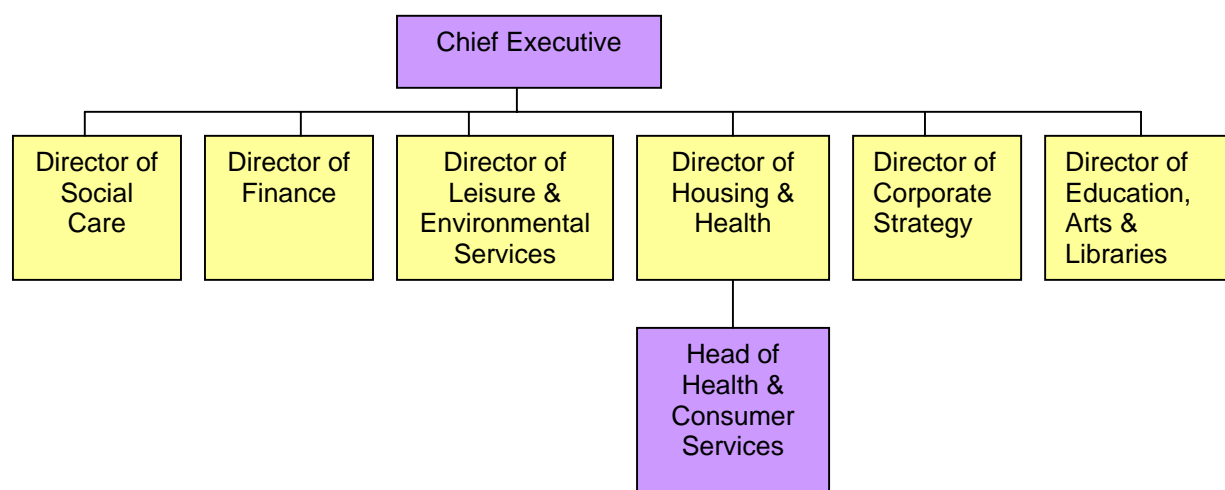 Chief Executive
Director of
Social
Care
Director of
Finance
Director of
Leisure &
Environmental
Services
Director of
Housing &
Health
Director of
Corporate
Strategy
Director of
Education,
Arts &
Libraries
Head of
Health &
Consumer
Services